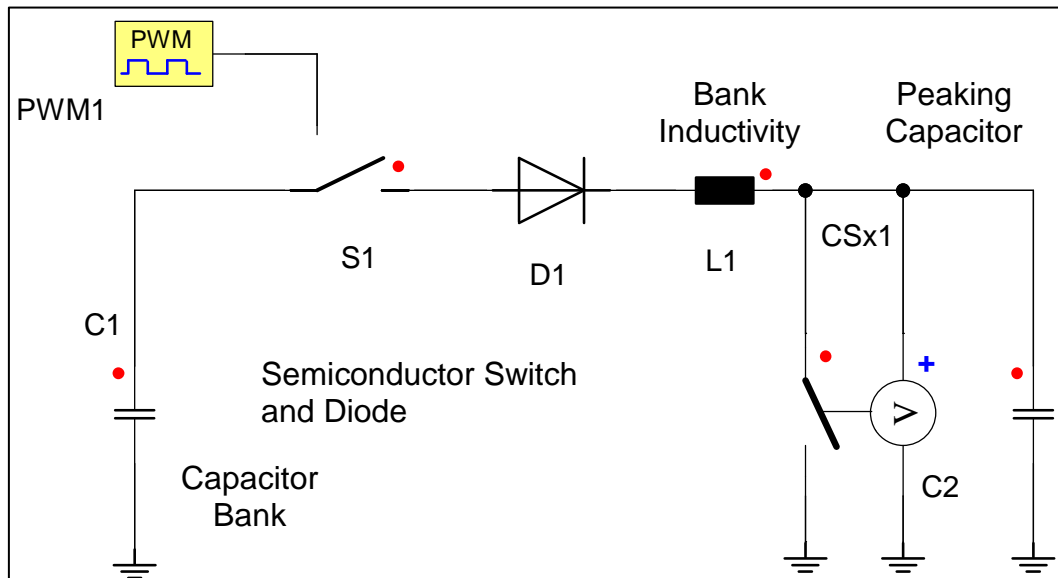 PWM
PWM1
Bank
Inductivity
Peaking
Capacitor
S1
D1
L1
CSx1
C1
Semiconductor Switch
and Diode
V
+
C2
Capacitor
Bank